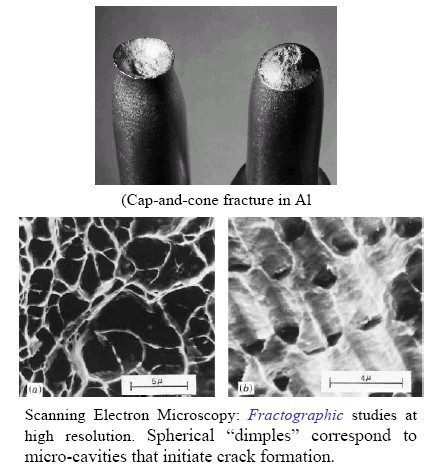 (Cap-and-cone fracture in Al
(a)
5μ
(b)
4μ
Scanning Electron Microscopy: Fractographic studies at
high resolution. Spherical “dimples” correspond to
micro-cavities that initiate crack formation.